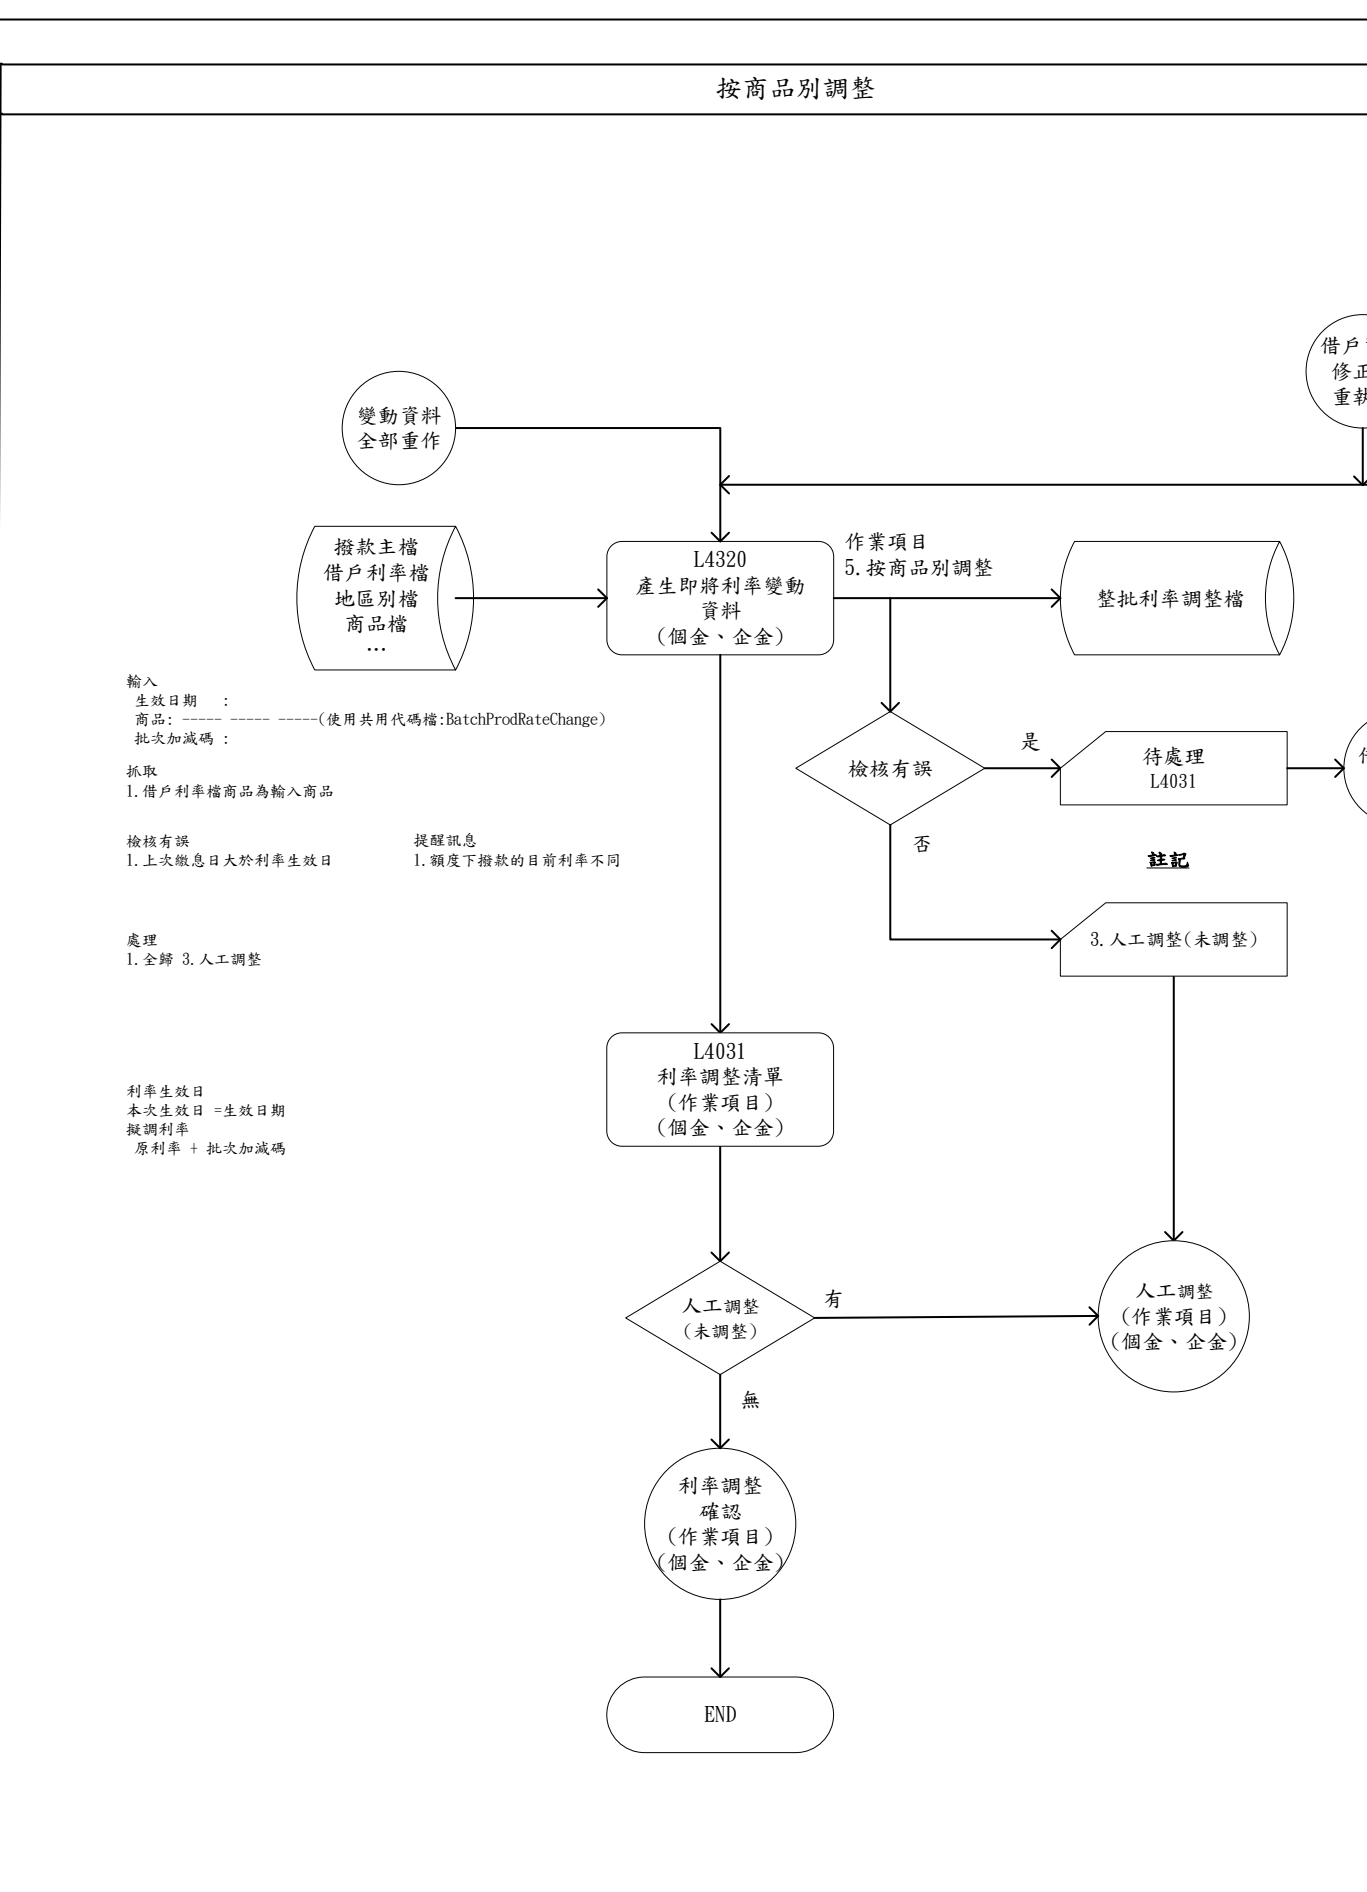 按商品別調整
借戶
修正
重執
變動資料
全部重作
撥款主檔
借戶利率檔
地區別檔
商品檔
…
L4320
產生即將利率變動
資料
(個金、企金)
作業項目
5.按商品別調整
整批利率調整檔
輸入
生效日期 :
商品: ----- ----- -----(使用共用代碼檔:BatchProdRateChange)
批次加減碼 :
抓取
1.借戶利率檔商品為輸入商品
檢核有誤
1.上次繳息日大於利率生效日
提醒訊息
1.額度下撥款的目前利率不同
處理
1.全歸 3.人工調整
利率生效日
本次生效日 =生效日期
擬調利率
原利率 + 批次加減碼
檢核有誤
是
否
待處理
L4031
註記
3.人工調整(未調整)
L4031
利率調整清單
(作業項目)
(個金、企金)
人工調整
(未調整)
有
無
人工調整
(作業項目)
(個金、企金)
利率調整
確認
(作業項目)
(個金、企金)
END